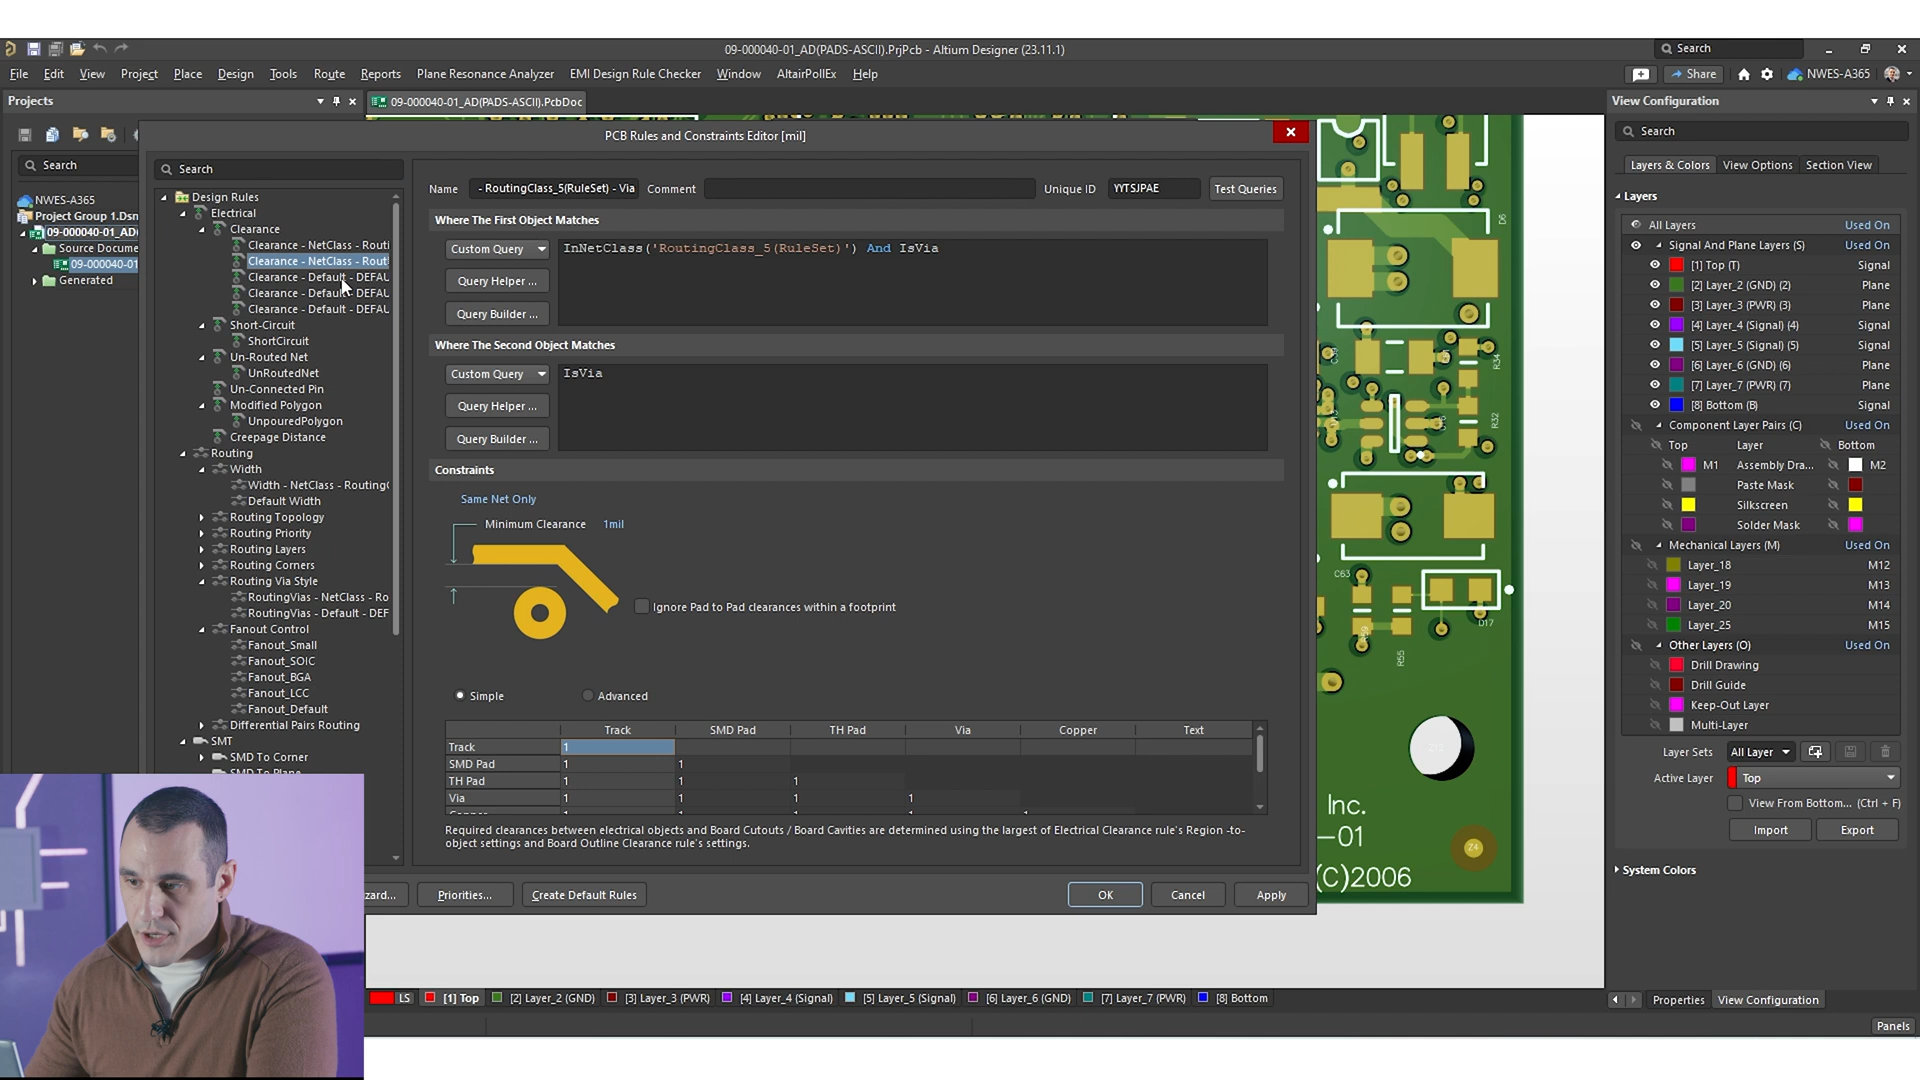 09-000040-01_AD(PADS-ASCII).PrjPcb - Altium Designer (23.11.1)
Search
File Edit View Project Place Design Tools Route Reports Plane Resonance Analyzer EMI Design Rule Checker Window AltairPollEx Help
Share
NWES-A365
Projects
09-000040-01_AD(PADS-ASCII).PcbDoc
View Configuration
Search
NWES-A365
Project Group 1.Dsn
09-000040-01_AD(
Source Docume
09-000040-01
Generated
PCB Rules and Constraints Editor [mil]
Search
Design Rules
Electrical
Clearance
Clearance - NetClass - Routi
Clearance - NetClass - Rout
Clearance - Default - DEFAU
Clearance - Default - DEFAU
Clearance - Default - DEFAU
Short-Circuit
ShortCircuit
Un-Routed Net
UnRoutedNet
Un-Connected Pin
Modified Polygon
UnpouredPolygon
Creepage Distance
Routing
Width
Width - NetClass - Routing
Default Width
Routing Topology
Routing Priority
Routing Layers
Routing Corners
Routing Via Style
RoutingVias - NetClass - Ro
RoutingVias - Default - DEF
Fanout Control
Fanout_Small
Fanout_SOIC
Fanout_BGA
Fanout_LCC
Fanout_Default
Differential Pairs Routing
SMT
SMD To Corner
SMD To Plane
Name - RoutingClass_5(RuleSet) - Via Comment Unique ID YYTSJPAE Test Queries
Where The First Object Matches
Custom Query InNetClass('RoutingClass_5(RuleSet)') And IsVia
Query Helper ...
Query Builder ...
Where The Second Object Matches
Custom Query IsVia
Query Helper ...
Query Builder ...
Constraints
Same Net Only
Minimum Clearance 1mil
Ignore Pad to Pad clearances within a footprint
Simple Advanced
Track SMD Pad TH Pad Via Copper Text
Track 1
SMD Pad 1 1
TH Pad 1 1 1
Via 1 1 1 1
Required clearances between electrical objects and Board Cutouts / Board Cavities are determined using the largest of Electrical Clearance rule's Region -to-
object settings and Board Outline Clearance rule's settings.
zard... Priorities... Create Default Rules OK Cancel Apply
D6
R34
R32
C63
D17
R55
Z4
Inc.
-01
(C)2006
Layers & Colors View Options Section View
Layers
All Layers Used On
Signal And Plane Layers (S) Used On
[1] Top (T) Signal
[2] Layer_2 (GND) (2) Plane
[3] Layer_3 (PWR) (3) Plane
[4] Layer_4 (Signal) (4) Signal
[5] Layer_5 (Signal) (5) Signal
[6] Layer_6 (GND) (6) Plane
[7] Layer_7 (PWR) (7) Plane
[8] Bottom (B) Signal
Component Layer Pairs (C) Used On
Top Layer Bottom
M1 Assembly Dra... M2
Paste Mask
Silkscreen
Solder Mask
Mechanical Layers (M) Used On
Layer_18 M12
Layer_19 M13
Layer_20 M14
Layer_25 M15
Other Layers (O) Used On
Drill Drawing
Drill Guide
Keep-Out Layer
Multi-Layer
Layer Sets All Layer
Active Layer Top
View From Bottom... (Ctrl + F)
Import Export
System Colors
LS [1] Top [2] Layer_2 (GND) [3] Layer_3 (PWR) [4] Layer_4 (Signal) [5] Layer_5 (Signal) [6] Layer_6 (GND) [7] Layer_7 (PWR) [8] Bottom
Properties View Configuration
Panels